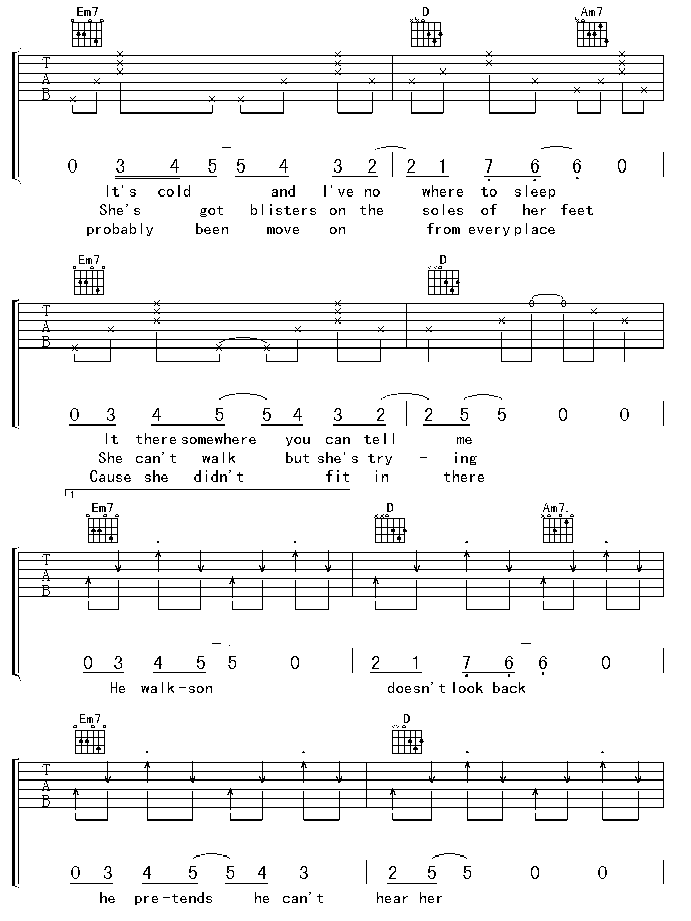 Em7 D Am7
T
A
B
0 3 4 5 5 4 3 2 | 2 1 7 6 6 0
It's cold and I've no where to sleep
She's got blisters on the soles of her feet
probably been move on from every place
Em7 D
T
A
B
0 3 4 5 5 4 3 2 | 2 5 5 0 0
It there somewhere you can tell me
She can't walk but she's try - ing
Cause she didn't fit in there
1
Em7 D Am7.
T
A
B
0 3 4 5 5 0 | 2 1 7 6 6 0
He walk-son doesn't look back
Em7 D
T
A
B
0 3 4 5 5 4 3 | 2 5 5 0 0
he pre-tends he can't hear her